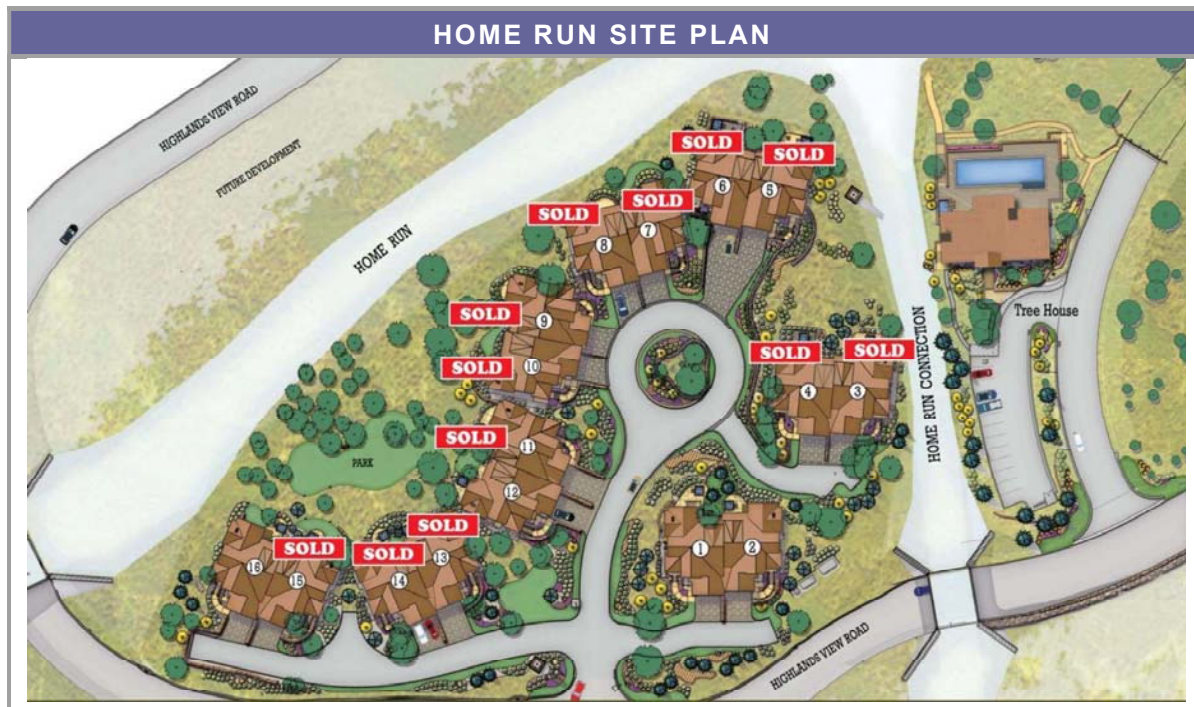 HOME RUN SITE PLAN
HIGHLANDS VIEW ROAD
FUTURE DEVELOPMENT
HOME RUN
SOLD
SOLD
6
5
SOLD
SOLD
8
7
SOLD
9
SOLD
10
SOLD
SOLD
4
3
Tree House
HOME RUN CONNECTION
SOLD
11
PARK
12
SOLD
13
SOLD
14
SOLD
16
15
1
2
HIGHLANDS VIEW ROAD